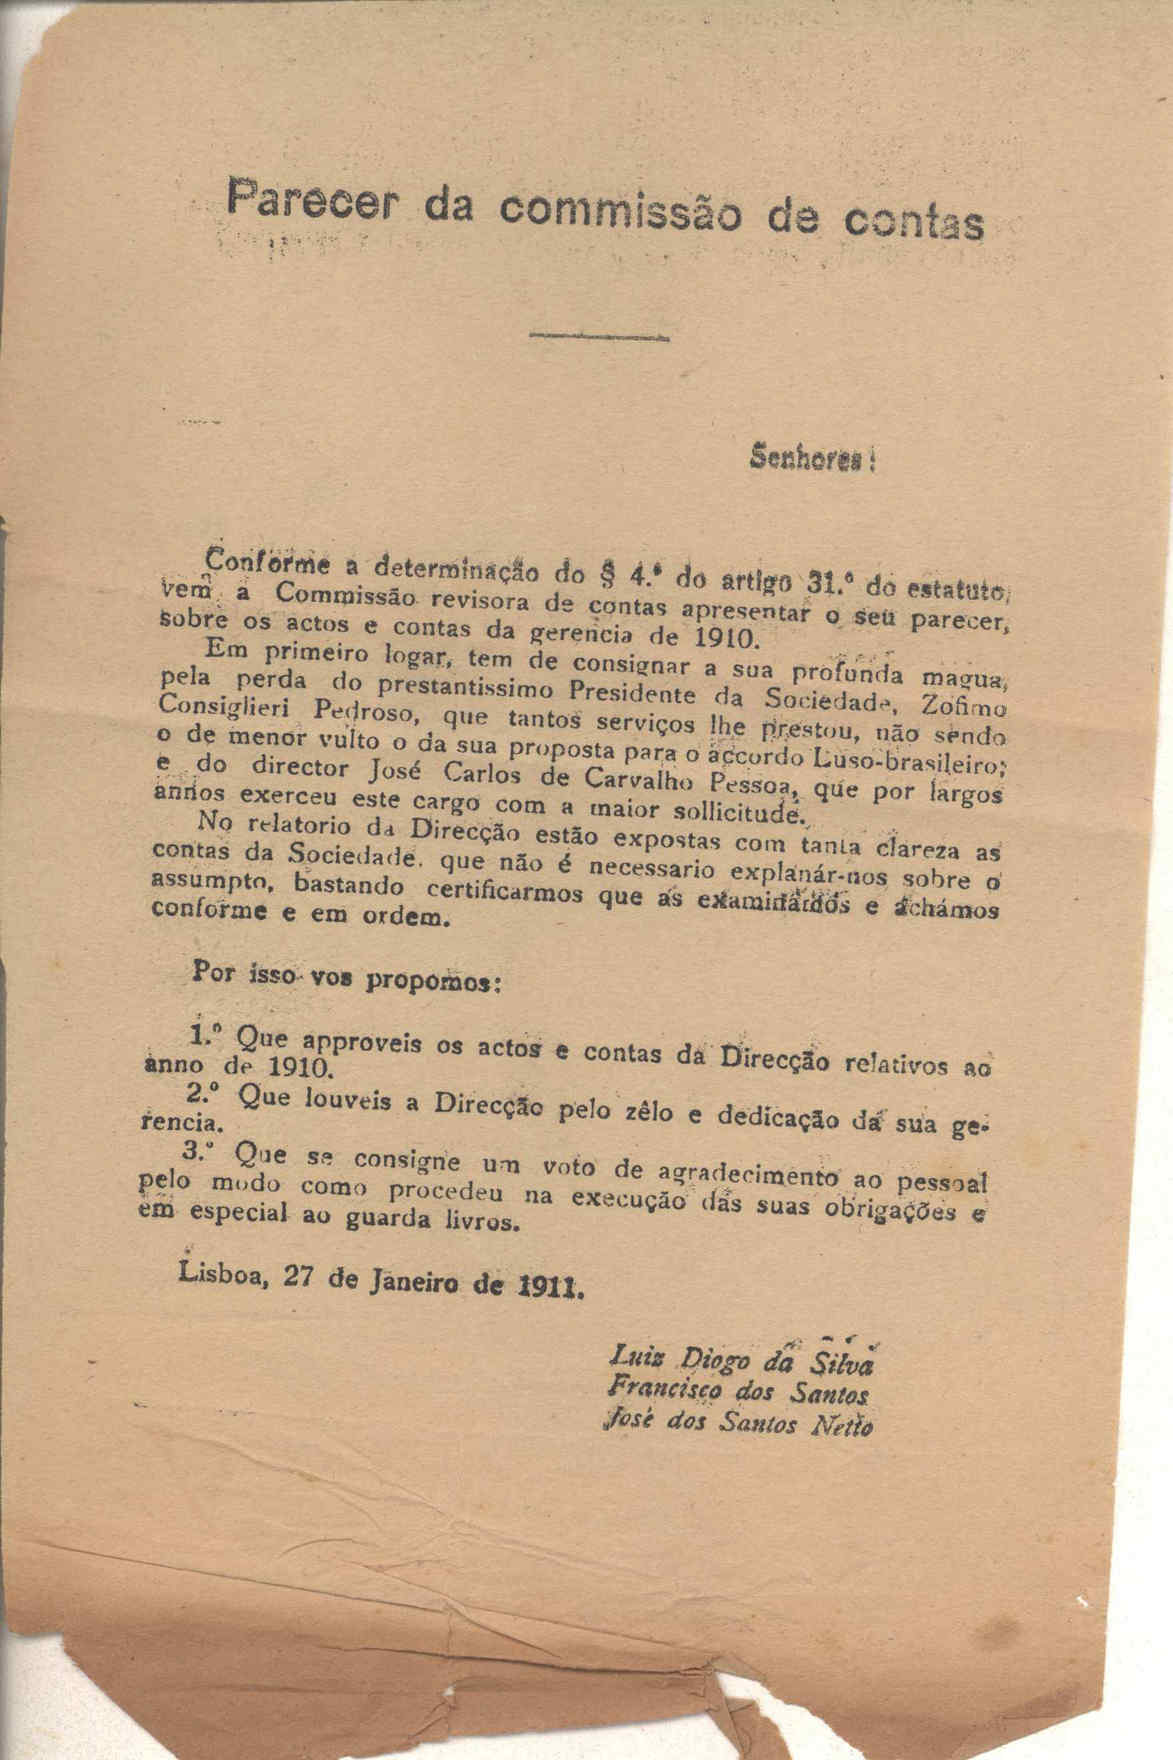 Parecer da commissão de contas
Senhores:
Conforme a determinação do § 4.º do artigo 31.º do estatuto,
vem a Commissão revisora de contas apresentar o seu parecer,
sobre os actos e contas da gerencia de 1910.
Em primeiro logar, tem de consignar a sua profunda magua,
pela perda do prestantissimo Presidente da Sociedade, Zofimo
Consiglieri Pedroso, que tantos serviços lhe prestou, não sendo
o de menor vulto o da sua proposta para o accordo Luso-brasileiro;
e do director José Carlos de Carvalho Pessoa, que por largos
annos exerceu este cargo com a maior sollicitude.
No relatorio da Direcção estão expostas com tanta clareza as
contas da Sociedade, que não é necessario explanár-nos sobre o
assumpto, bastando certificarmos que as examinámos e achámos
conforme e em ordem.
Por isso vos propomos:
1.º Que approveis os actos e contas da Direcção relativos ao
anno de 1910.
2.º Que louveis a Direcção pelo zêlo e dedicação da sua ge-
rencia.
3.º Que se consigne um voto de agradecimento ao pessoal
pelo modo como procedeu na execução das suas obrigações e
em especial ao guarda livros.
Lisboa, 27 de Janeiro de 1911.
Luiz Diogo da Silva
Francisco dos Santos
José dos Santos Netto